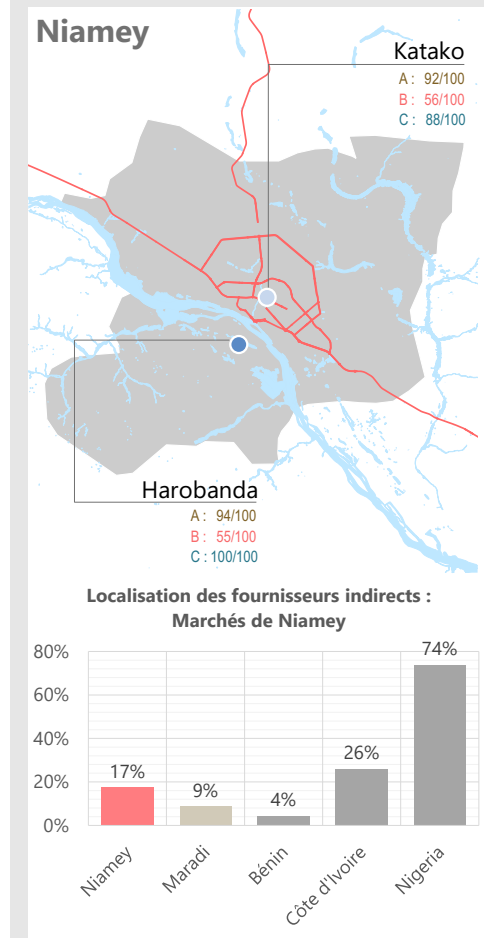 Niamey
Katako
A : 92/100
B : 56/100
C : 88/100
Harobanda
A : 94/100
B : 55/100
C : 100/100
Localisation des fournisseurs indirects :
Marchés de Niamey
80%
60%
40%
20%
0%
17%
9%
4%
26%
74%
Niamey
Maradi
Bénin
Côte d'Ivoire
Nigeria